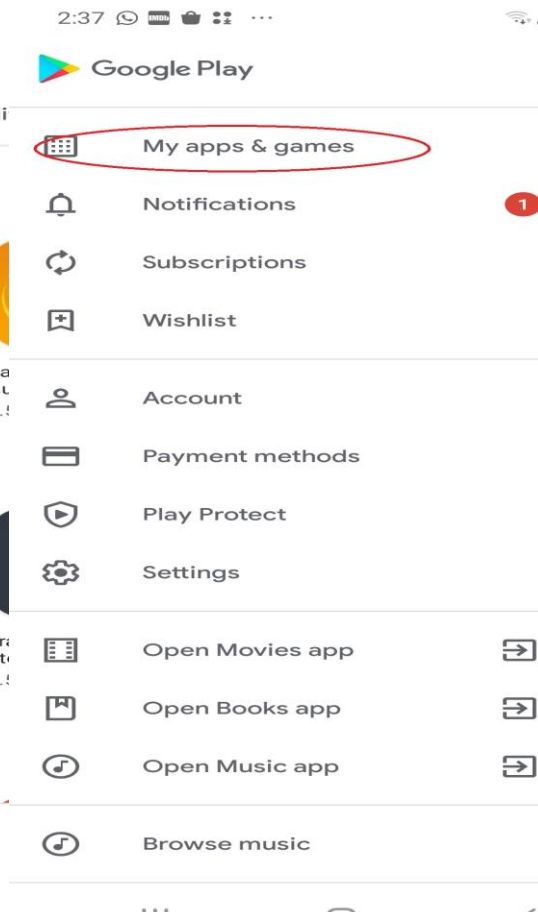 2:37 IMDb
Google Play
My apps & games
Notifications
1
Subscriptions
Wishlist
Account
Payment methods
Play Protect
Settings
Open Movies app
Open Books app
Open Music app
Browse music